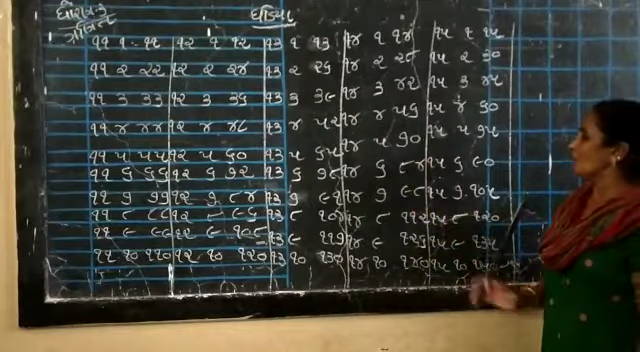 ધોરણ-૩ ઘડિયા
ગણિત
૧૧ ૧ ૧૧ ૧૨ ૧ ૧૨ ૧૩ ૧ ૧૩ ૧૪ ૧ ૧૪ ૧૫ ૧ ૧૫
૧૧ ૨ ૨૨ ૧૨ ૨ ૨૪ ૧૩ ૨ ૨૬ ૧૪ ૨ ૨૮ ૧૫ ૨ ૩૦
૧૧ ૩ ૩૩ ૧૨ ૩ ૩૬ ૧૩ ૩ ૩૯ ૧૪ ૩ ૪૨ ૧૫ ૩ ૪૫
૧૧ ૪ ૪૪ ૧૨ ૪ ૪૮ ૧૩ ૪ ૫૨ ૧૪ ૪ ૫૬ ૧૫ ૪ ૬૦
૧૧ ૫ ૫૫ ૧૨ ૫ ૬૦ ૧૩ ૫ ૬૫ ૧૪ ૫ ૭૦ ૧૫ ૫ ૭૫
૧૧ ૬ ૬૬ ૧૨ ૬ ૭૨ ૧૩ ૬ ૭૮ ૧૪ ૬ ૮૪ ૧૫ ૬ ૯૦
૧૧ ૭ ૭૭ ૧૨ ૭ ૮૪ ૧૩ ૭ ૯૧ ૧૪ ૭ ૯૮ ૧૫ ૭ ૧૦૫
૧૧ ૮ ૮૮ ૧૨ ૮ ૯૬ ૧૩ ૮ ૧૦૪ ૧૪ ૮ ૧૧૨ ૧૫ ૮ ૧૨૦
૧૧ ૯ ૯૯ ૧૨ ૯ ૧૦૮ ૧૩ ૯ ૧૧૭ ૧૪ ૯ ૧૨૬ ૧૫ ૯ ૧૩૫
૧૧ ૧૦ ૧૧૦ ૧૨ ૧૦ ૧૨૦ ૧૩ ૧૦ ૧૩૦ ૧૪ ૧૦ ૧૪૦ ૧૫ ૧૦ ૧૫૦